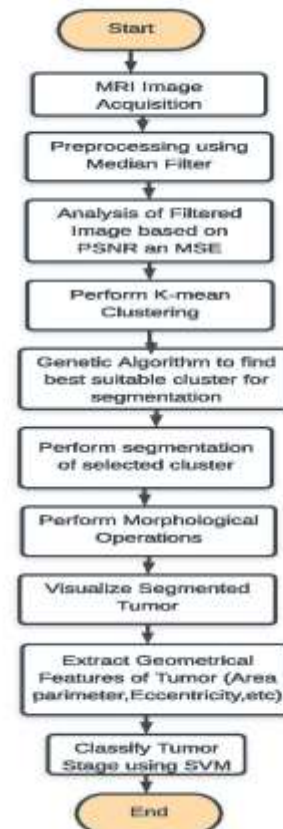 Start
MRI Image
Acquisition
Preprocessing using
Median Filter
Analysis of Filtered
Image based on
PSNR an MSE
Perform K-mean
Clustering
Genetic Algorithm to find
best suitable cluster for
segmentation
Perform segmentation
of selected cluster
Perform Morphological
Operations
Visualize Segmented
Tumor
Extract Geometrical
Features of Tumor (Area
parimeter,Eccentricity,etc)
Classify Tumor
Stage using SVM
End